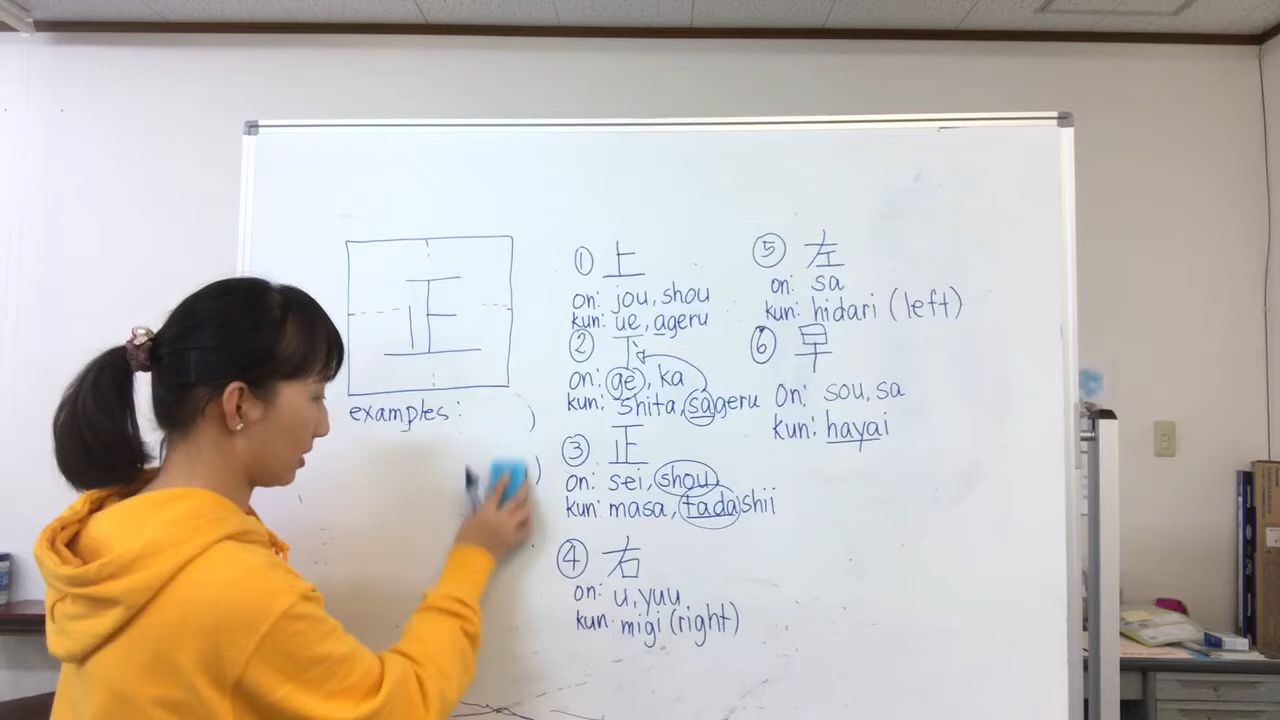 正
examples: )
)
① 上
on: jou, shou
kun: ue, ageru
② 下
on: ge, ka
kun: shita, sageru
③ 正
on: sei, shou
kun: masa, tadashii
④ 右
on: u, yuu
kun: migi (right)
⑤ 左
on: sa
kun: hidari (left)
⑥ 早
on: sou, sa
kun: hayai